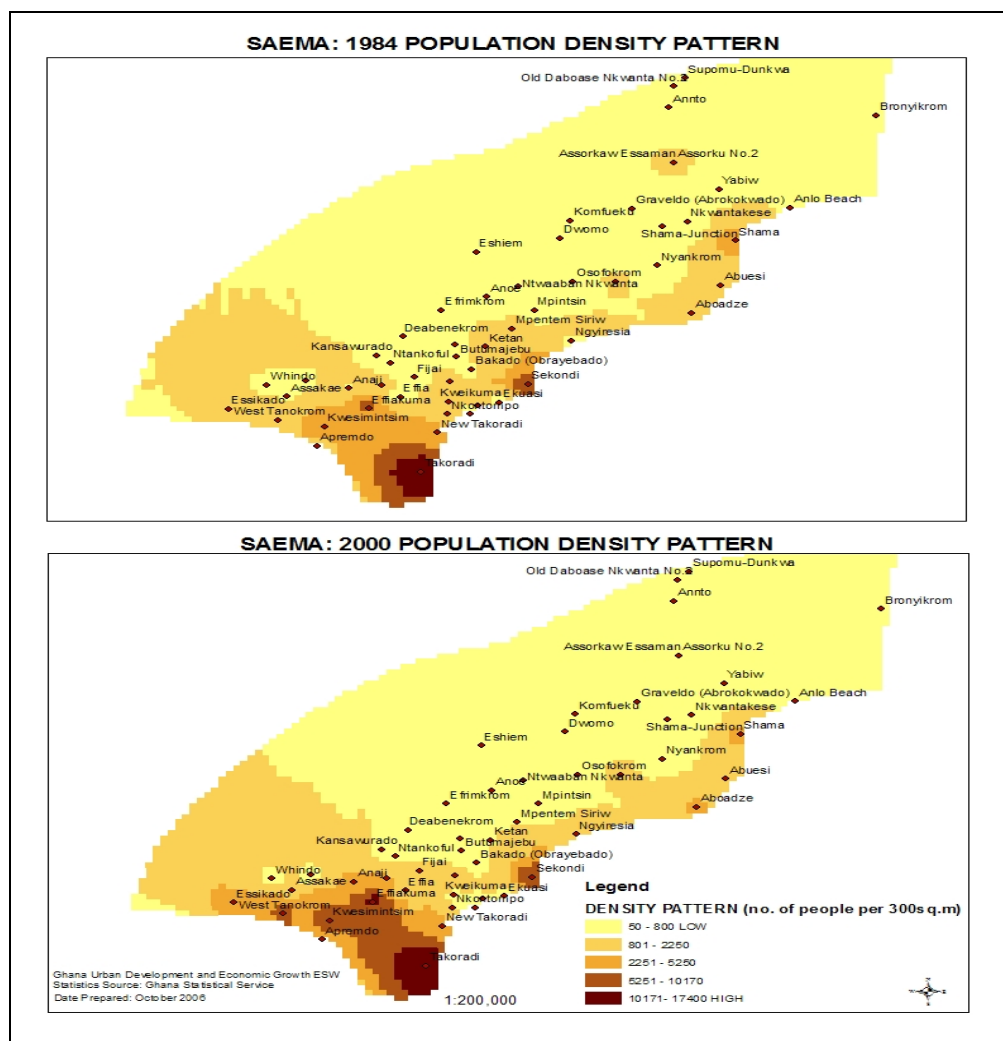 SAEMA: 1984 POPULATION DENSITY PATTERN
Supomu-Dunkwa
Old Daboase Nkwanta No.3
Annto
Bronyikrom
Assorkaw Essaman Assorku No.2
Yabiw
Graveldo (Abrokokwado)
Anlo Beach
Komfueku
Nkwantakese
Dwomo
Shama-Junction
Shama
Eshiem
Nyankrom
Osofokrom
Abuesi
Anoe
Ntwaaban Nkwanta
Efrimkrom
Mpintsin
Aboadze
Mpentem Siriw
Deabenekrom
Ketan
Ngyiresia
Kansawurado
Butumajebu
Ntankoful
Bakado (Obrayebado)
Whindo
Fijai
Sekondi
Assakae
Anaji
Effia
Kweikuma
Essikado
Effiakuma
Nkontompo
Ekuasi
West Tanokrom
Kwesimintsim
New Takoradi
Apremdo
Takoradi
SAEMA: 2000 POPULATION DENSITY PATTERN
Supomu-Dunkwa
Old Daboase Nkwanta No.3
Annto
Bronyikrom
Assorkaw Essaman Assorku No.2
Yabiw
Graveldo (Abrokokwado)
Anlo Beach
Komfueku
Nkwantakese
Dwomo
Shama-Junction
Shama
Eshiem
Nyankrom
Osofokrom
Abuesi
Anoe
Ntwaaban Nkwanta
Efrimkrom
Mpintsin
Aboadze
Mpentem Siriw
Deabenekrom
Ketan
Ngyiresia
Kansawurado
Butumajebu
Ntankoful
Bakado (Obrayebado)
Whindo
Fijai
Sekondi
Assakae
Anaji
Effia
Kweikuma
Ekuasi
Essikado
Effiakuma
Nkontompo
West Tanokrom
Kwesimintsim
New Takoradi
Apremdo
Takoradi
Legend
DENSITY PATTERN (no. of people per 300sq.m)
50 - 800 LOW
801 - 2250
2251 - 5250
5251 - 10170
10171- 17400 HIGH
Ghana Urban Development and Economic Growth ESW
Statistics Source: Ghana Statistical Service
Date Prepared: October 2006
1:200,000